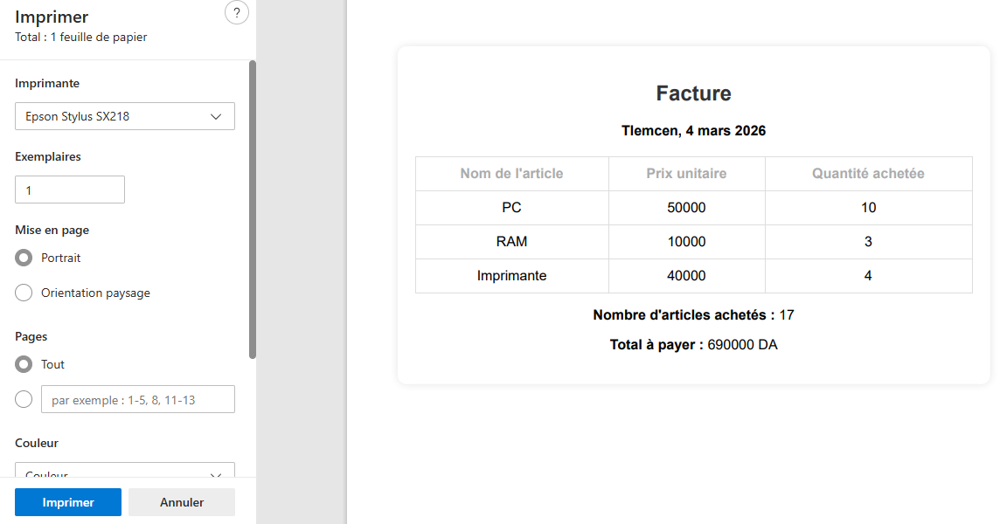 Imprimer
?
Total : 1 feuille de papier
Imprimante
Epson Stylus SX218
Exemplaires
1
Mise en page
Portrait
Orientation paysage
Pages
Tout
par exemple : 1-5, 8, 11-13
Couleur
Couleur
Imprimer Annuler
Facture
Tlemcen, 4 mars 2026
Nom de l'article Prix unitaire Quantité achetée
PC 50000 10
RAM 10000 3
Imprimante 40000 4
Nombre d'articles achetés : 17
Total à payer : 690000 DA